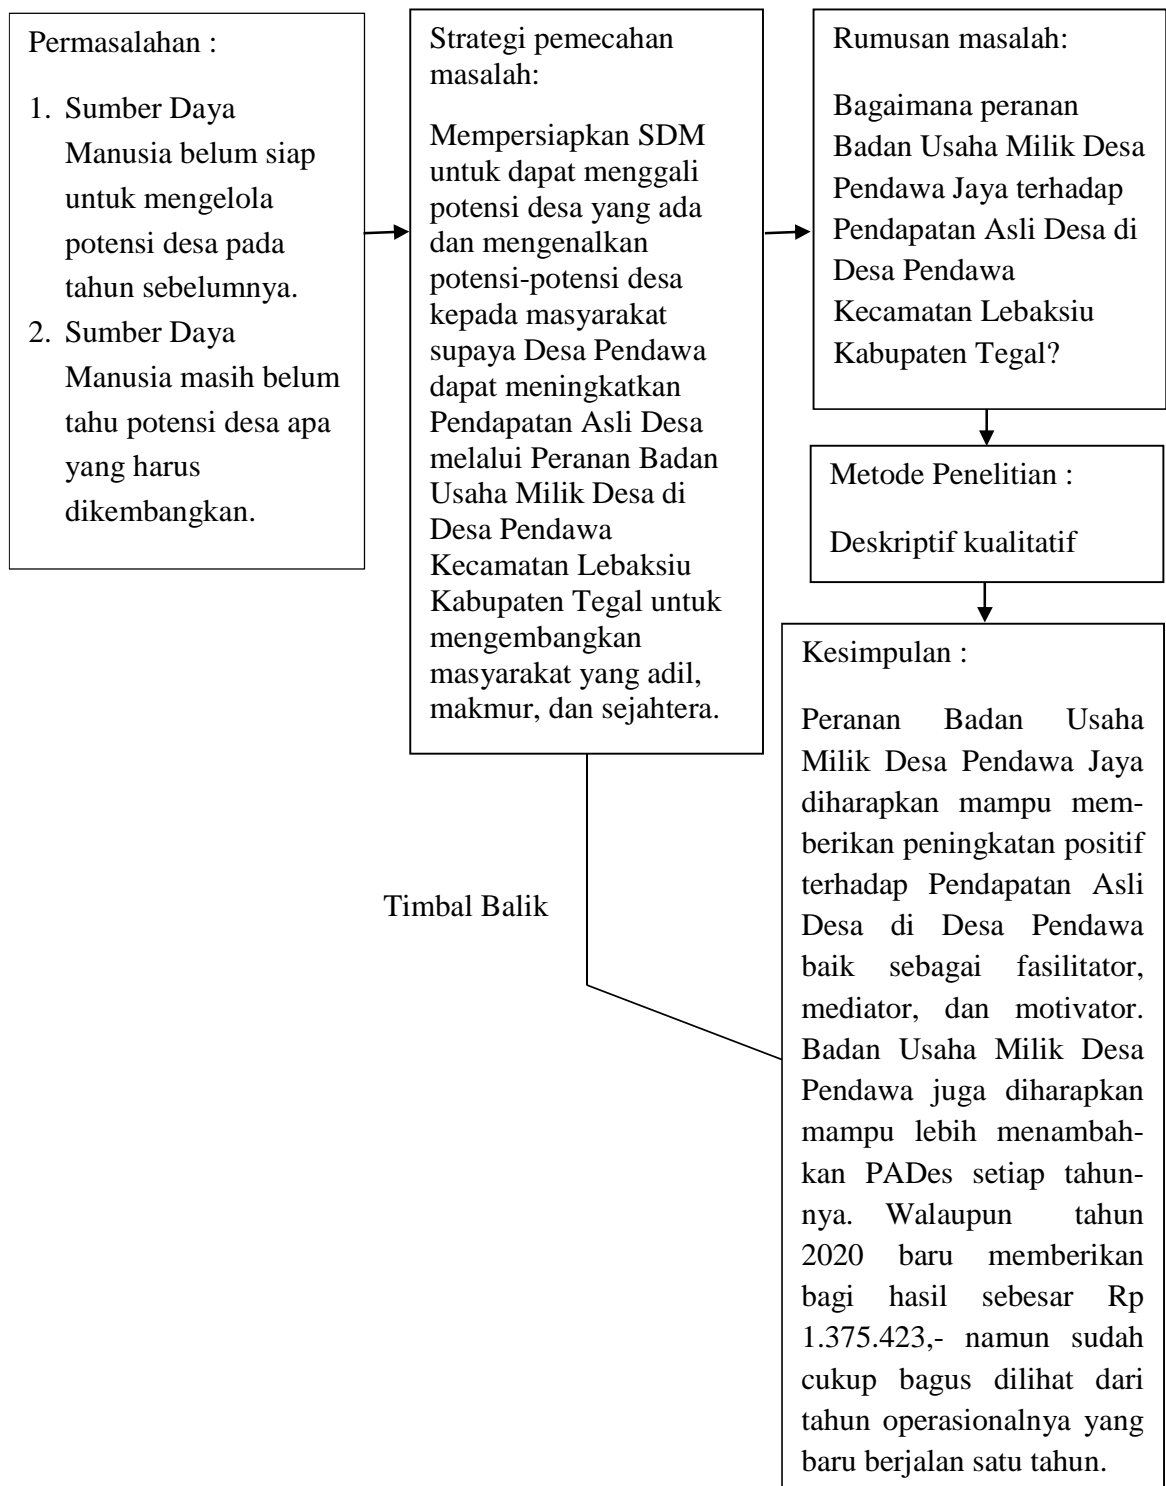 Permasalahan :
1. Sumber Daya
Manusia belum siap
untuk mengelola
potensi desa pada
tahun sebelumnya.
2. Sumber Daya
Manusia masih belum
tahu potensi desa apa
yang harus
dikembangkan.
Strategi pemecahan
masalah:
Mempersiapkan SDM
untuk dapat menggali
potensi desa yang ada
dan mengenalkan
potensi-potensi desa
kepada masyarakat
supaya Desa Pendawa
dapat meningkatkan
Pendapatan Asli Desa
melalui Peranan Badan
Usaha Milik Desa di
Desa Pendawa
Kecamatan Lebaksiu
Kabupaten Tegal untuk
mengembangkan
masyarakat yang adil,
makmur, dan sejahtera.
Rumusan masalah:
Bagaimana peranan
Badan Usaha Milik Desa
Pendawa Jaya terhadap
Pendapatan Asli Desa di
Desa Pendawa
Kecamatan Lebaksiu
Kabupaten Tegal?
Metode Penelitian :
Deskriptif kualitatif
Kesimpulan :
Peranan Badan Usaha
Milik Desa Pendawa Jaya
diharapkan mampu mem-
berikan peningkatan positif
terhadap Pendapatan Asli
Desa di Desa Pendawa
baik sebagai fasilitator,
mediator, dan motivator.
Badan Usaha Milik Desa
Pendawa juga diharapkan
mampu lebih menambah-
kan PADes setiap tahun-
nya. Walaupun tahun
2020 baru memberikan
bagi hasil sebesar Rp
1.375.423,- namun sudah
cukup bagus dilihat dari
tahun operasionalnya yang
baru berjalan satu tahun.
Timbal Balik